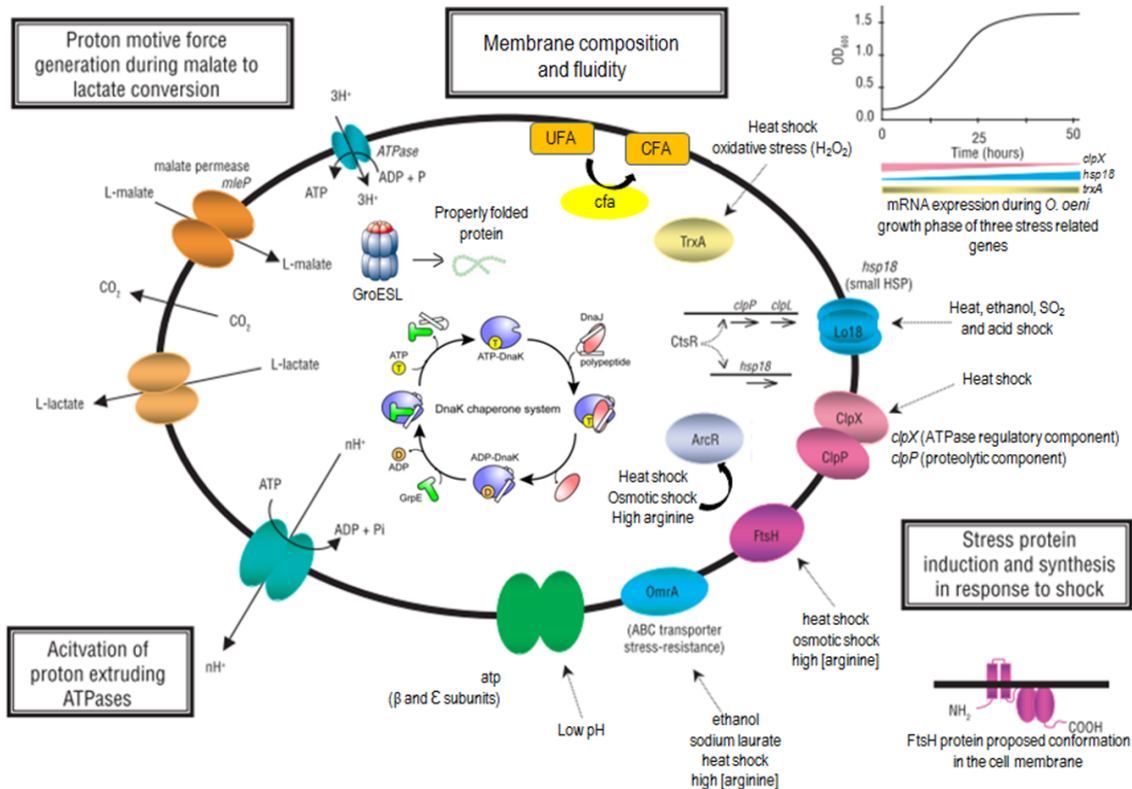 Proton motive force
generation during malate to
lactate conversion
Membrane composition
and fluidity
OD600
1.5
1.0
0.5
0
25
50
Time (hours)
clpX
hsp18
trxA
mRNA expression during O. oeni
growth phase of three stress related
genes
3H⁺
ATPase
ADP + P
ATP
3H⁺
malate permease
mleP
L-malate
L-malate
CO₂
CO₂
L-lactate
L-lactate
UFA
CFA
cfa
Heat shock
oxidative stress (H₂O₂)
TrxA
Properly folded
protein
GroESL
hsp18
(small HSP)
Lo18
Heat, ethanol, SO₂
and acid shock
clpP
clpL
CtsR
hsp18
ATP
T
T
ATP-DnaK
DnaJ
polypeptide
DnaK chaperone system
T
ADP-DnaK
D
D
ADP
GrpE
Heat shock
ClpX
ClpP
clpX (ATPase regulatory component)
clpP (proteolytic component)
ArcR
Heat shock
Osmotic shock
High arginine
nH⁺
ATP
ADP + Pi
nH⁺
FtsH
heat shock
osmotic shock
high [arginine]
OmrA
(ABC transporter
stress-resistance)
ethanol
sodium laurate
heat shock
high [arginine]
atp
(β and Ɛ subunits)
Low pH
Acitvation of
proton extruding
ATPases
Stress protein
induction and synthesis
in response to shock
NH₂
COOH
FtsH protein proposed conformation
in the cell membrane